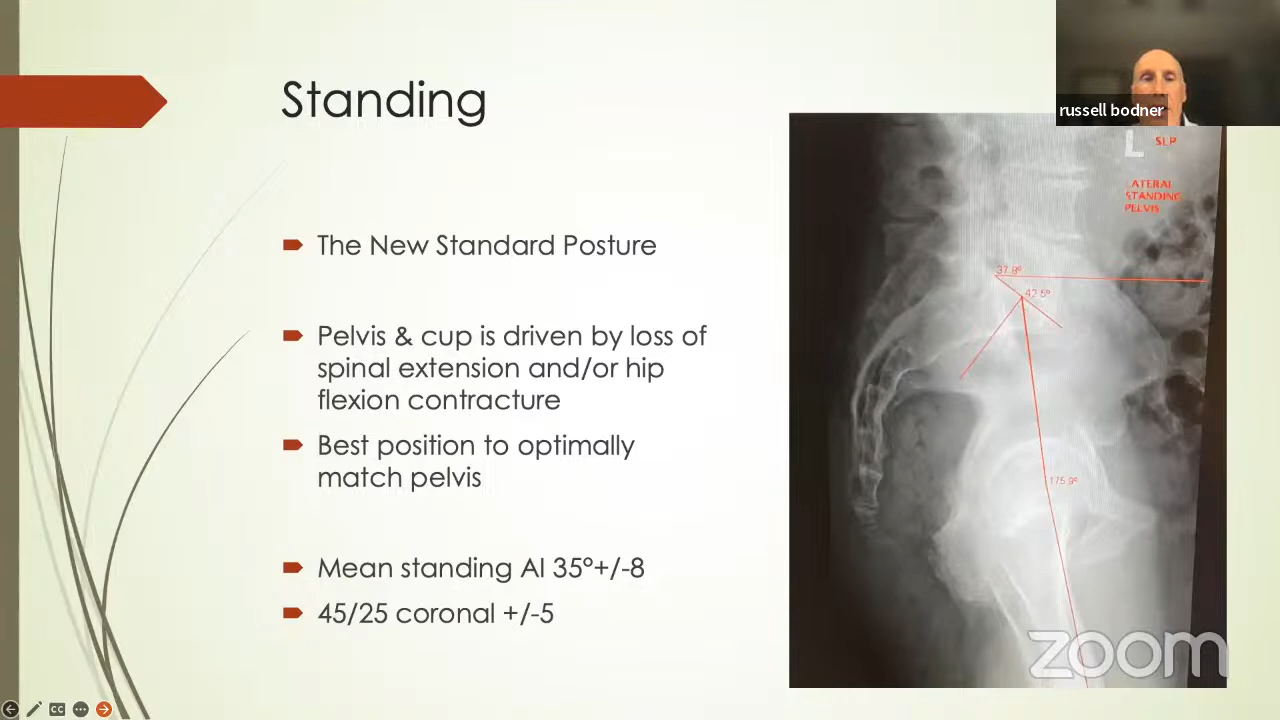 Standing
russell bodner
L SLP
LATERAL
STANDING
PELVIS
The New Standard Posture
37.8°
42.5°
Pelvis & cup is driven by loss of
spinal extension and/or hip
flexion contracture
Best position to optimally
match pelvis
175.9°
Mean standing AI 35°+/-8
45/25 coronal +/-5
zoom
CC